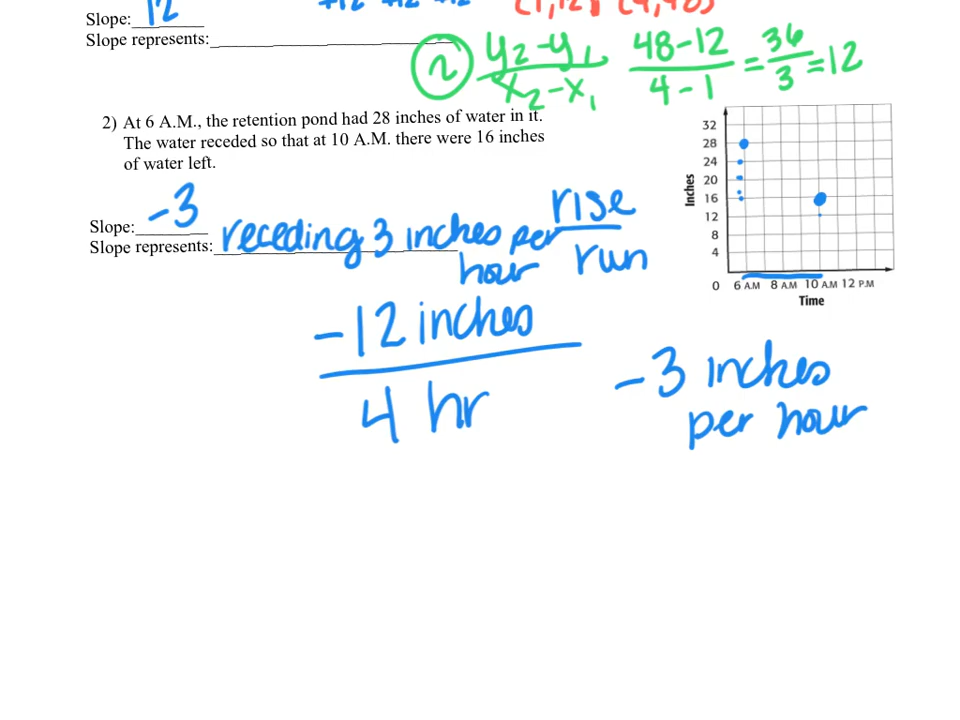 Slope: 12
Slope represents:
2 y2-y1 / x2-x1 48-12 / 4-1 = 36 / 3 = 12
2) At 6 A.M., the retention pond had 28 inches of water in it.
The water receded so that at 10 A.M. there were 16 inches
of water left.
Slope: -3
Slope represents: receding 3 inches per
hour
rise
run
-12 inches
4 hr
-3 inches
per hour
32
28
24
20
16
12
8
4
Inches
0 6 A.M 8 A.M 10 A.M 12 P.M
Time